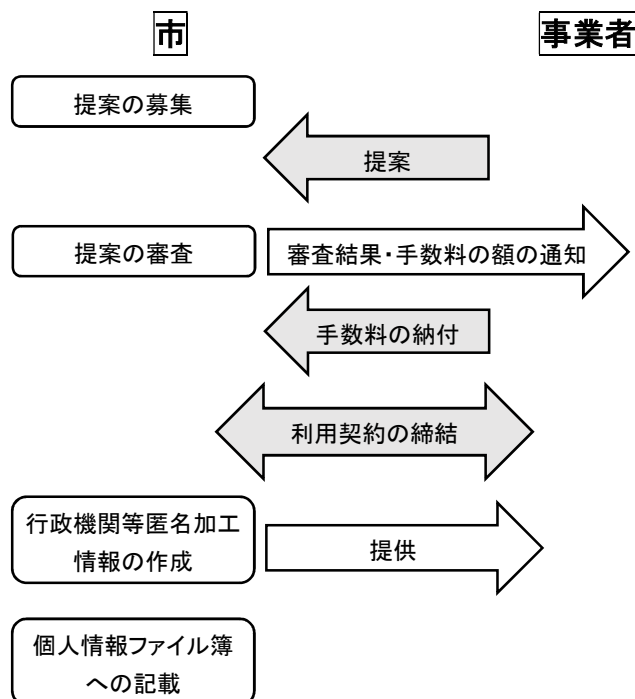 市
事業者
提案の募集
提案
提案の審査
審査結果・手数料の額の通知
手数料の納付
利用契約の締結
行政機関等匿名加工
情報の作成
提供
個人情報ファイル簿
への記載